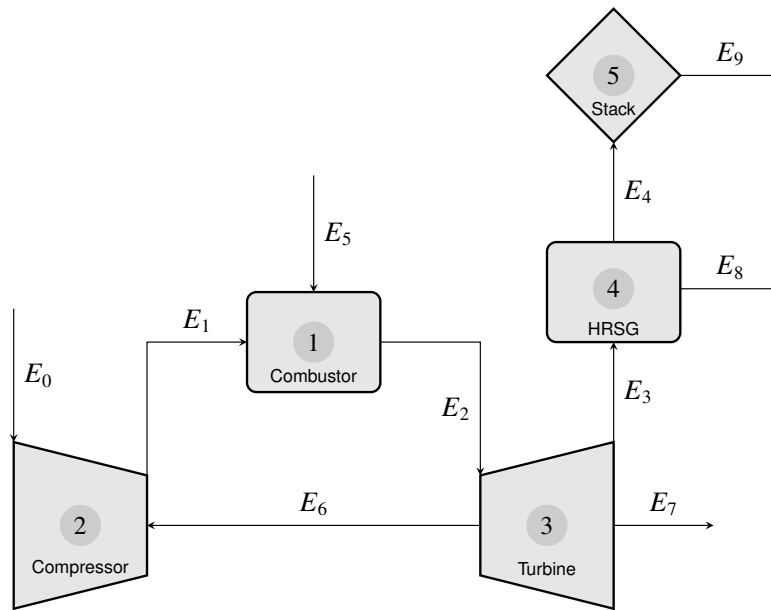 5
Stack
E₉
E₄
E₅
4
HRSG
E₈
E₁
1
Combustor
E₀
E₂
E₃
2
Compressor
E₆
3
Turbine
E₇